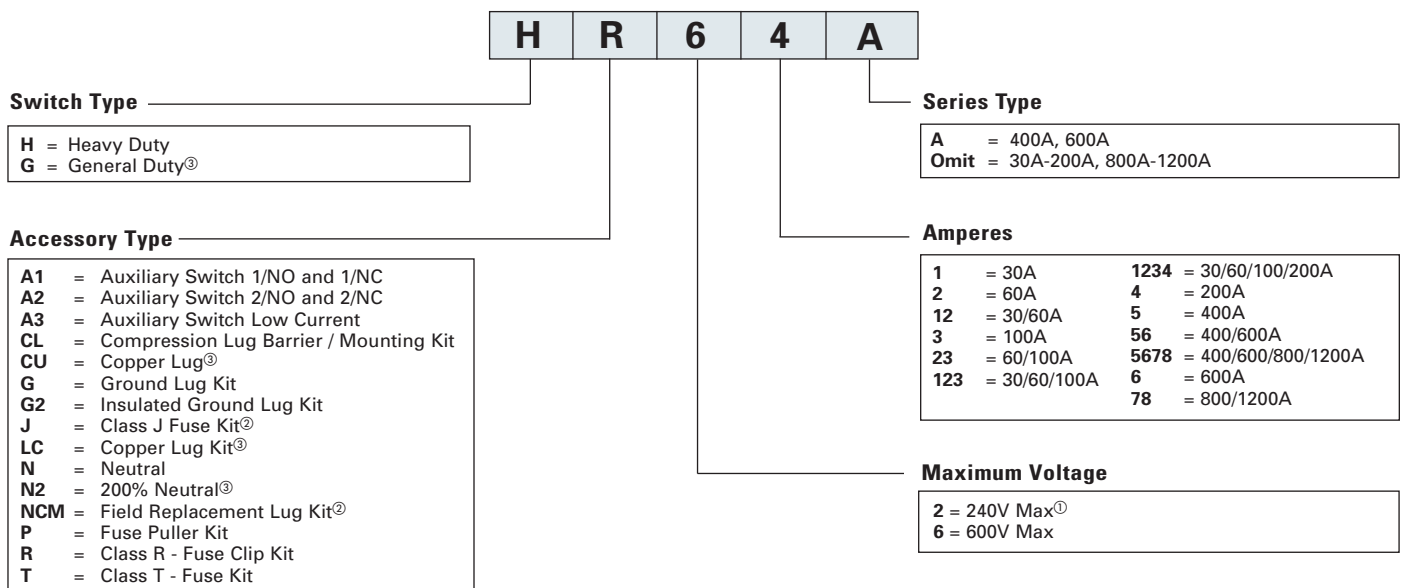 H R 6 4 A
Switch Type
H = Heavy Duty
G = General Duty③
Accessory Type
A1 = Auxiliary Switch 1/NO and 1/NC
A2 = Auxiliary Switch 2/NO and 2/NC
A3 = Auxiliary Switch Low Current
CL = Compression Lug Barrier / Mounting Kit
CU = Copper Lug③
G = Ground Lug Kit
G2 = Insulated Ground Lug Kit
J = Class J Fuse Kit②
LC = Copper Lug Kit③
N = Neutral
N2 = 200% Neutral③
NCM = Field Replacement Lug Kit②
P = Fuse Puller Kit
R = Class R - Fuse Clip Kit
T = Class T - Fuse Kit
Series Type
A = 400A, 600A
Omit = 30A-200A, 800A-1200A
Amperes
1 = 30A
2 = 60A
12 = 30/60A
3 = 100A
23 = 60/100A
123 = 30/60/100A
1234 = 30/60/100/200A
4 = 200A
5 = 400A
56 = 400/600A
5678 = 400/600/800/1200A
6 = 600A
78 = 800/1200A
Maximum Voltage
2 = 240V Max①
6 = 600V Max